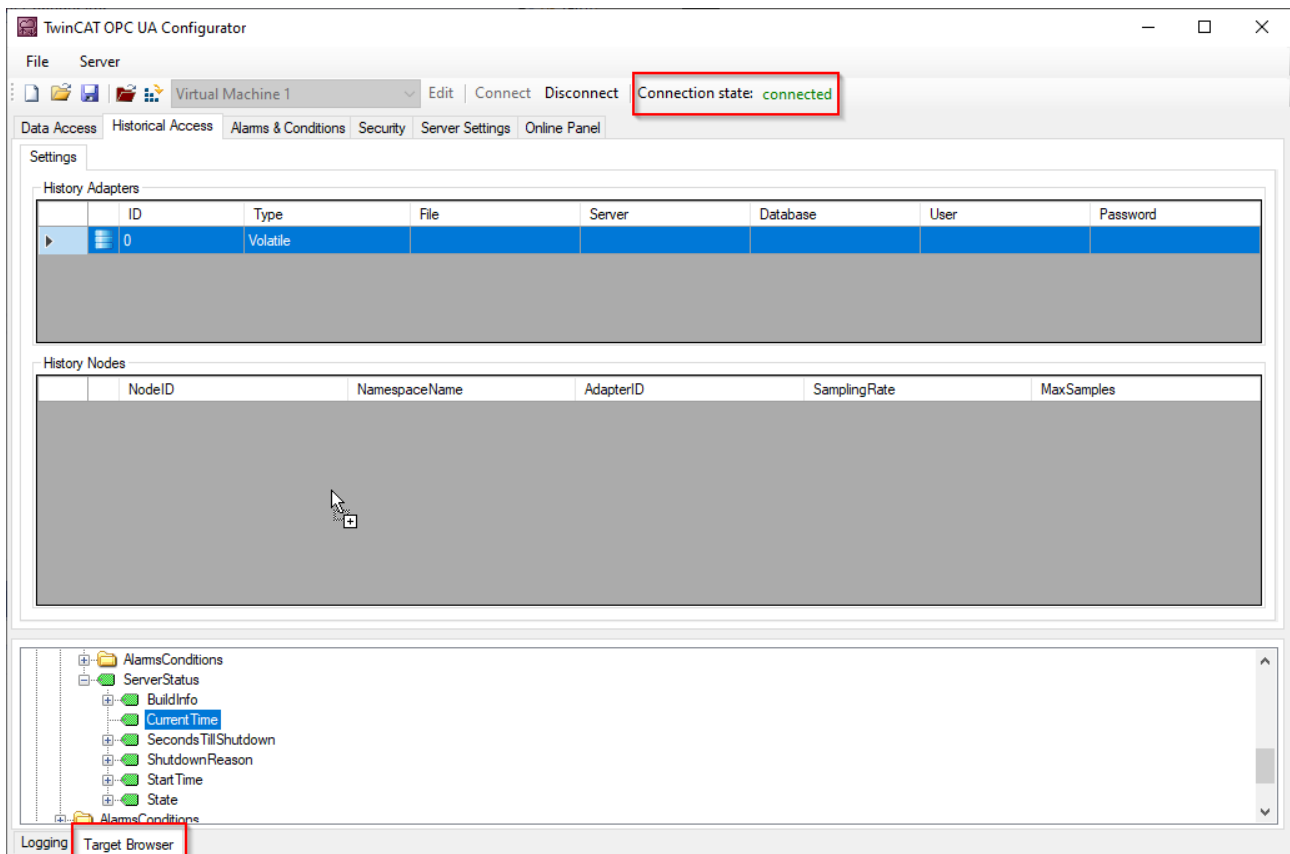 TwinCAT OPC UA Configurator
File Server
Virtual Machine 1 Edit Connect Disconnect Connection state: connected
Data Access Historical Access Alarms & Conditions Security Server Settings Online Panel
Settings
History Adapters
ID Type File Server Database User Password
0 Volatile
History Nodes
NodeID NamespaceName AdapterID SamplingRate MaxSamples
AlarmsConditions
ServerStatus
BuildInfo
CurrentTime
SecondsTillShutdown
ShutdownReason
StartTime
State
AlarmsConditions
Logging Target Browser